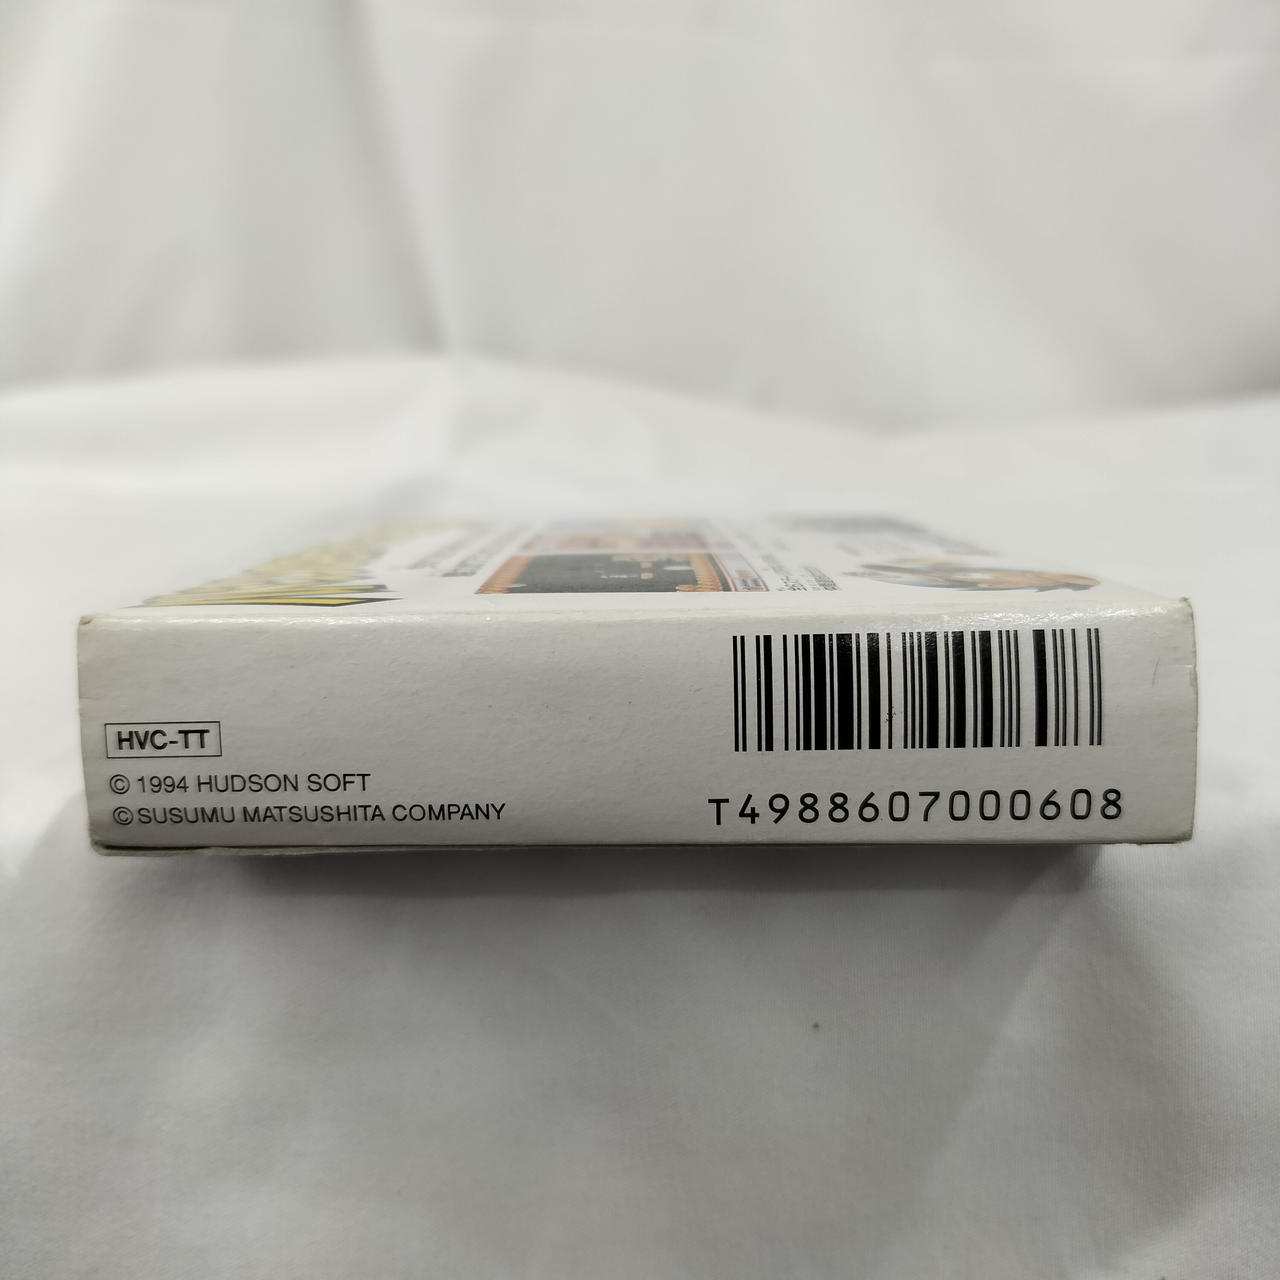 HVC-TT
© 1994 HUDSON SOFT
© SUSUMU MATSUSHITA COMPANY
T4988607000608